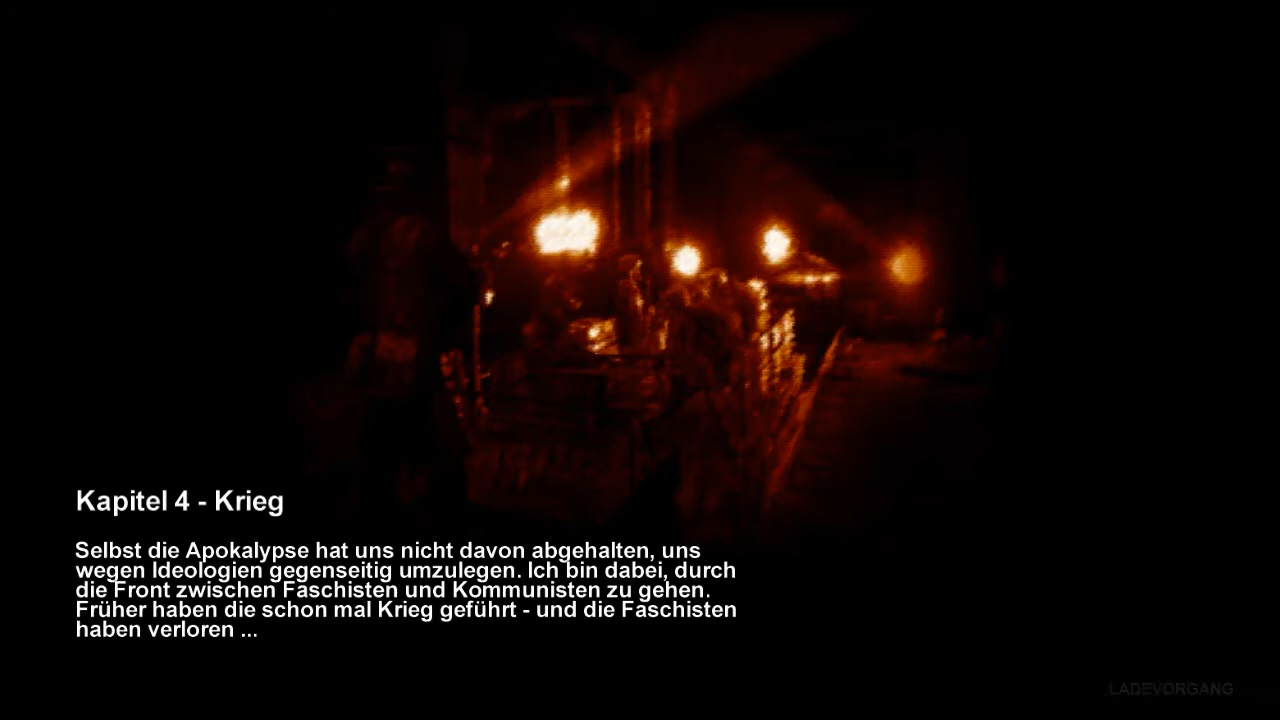 Kapitel 4 - Krieg
Selbst die Apokalypse hat uns nicht davon abgehalten, uns
wegen Ideologien gegenseitig umzulegen. Ich bin dabei, durch
die Front zwischen Faschisten und Kommunisten zu gehen.
Früher haben die schon mal Krieg geführt - und die Faschisten
haben verloren ...
LADEVORGANG